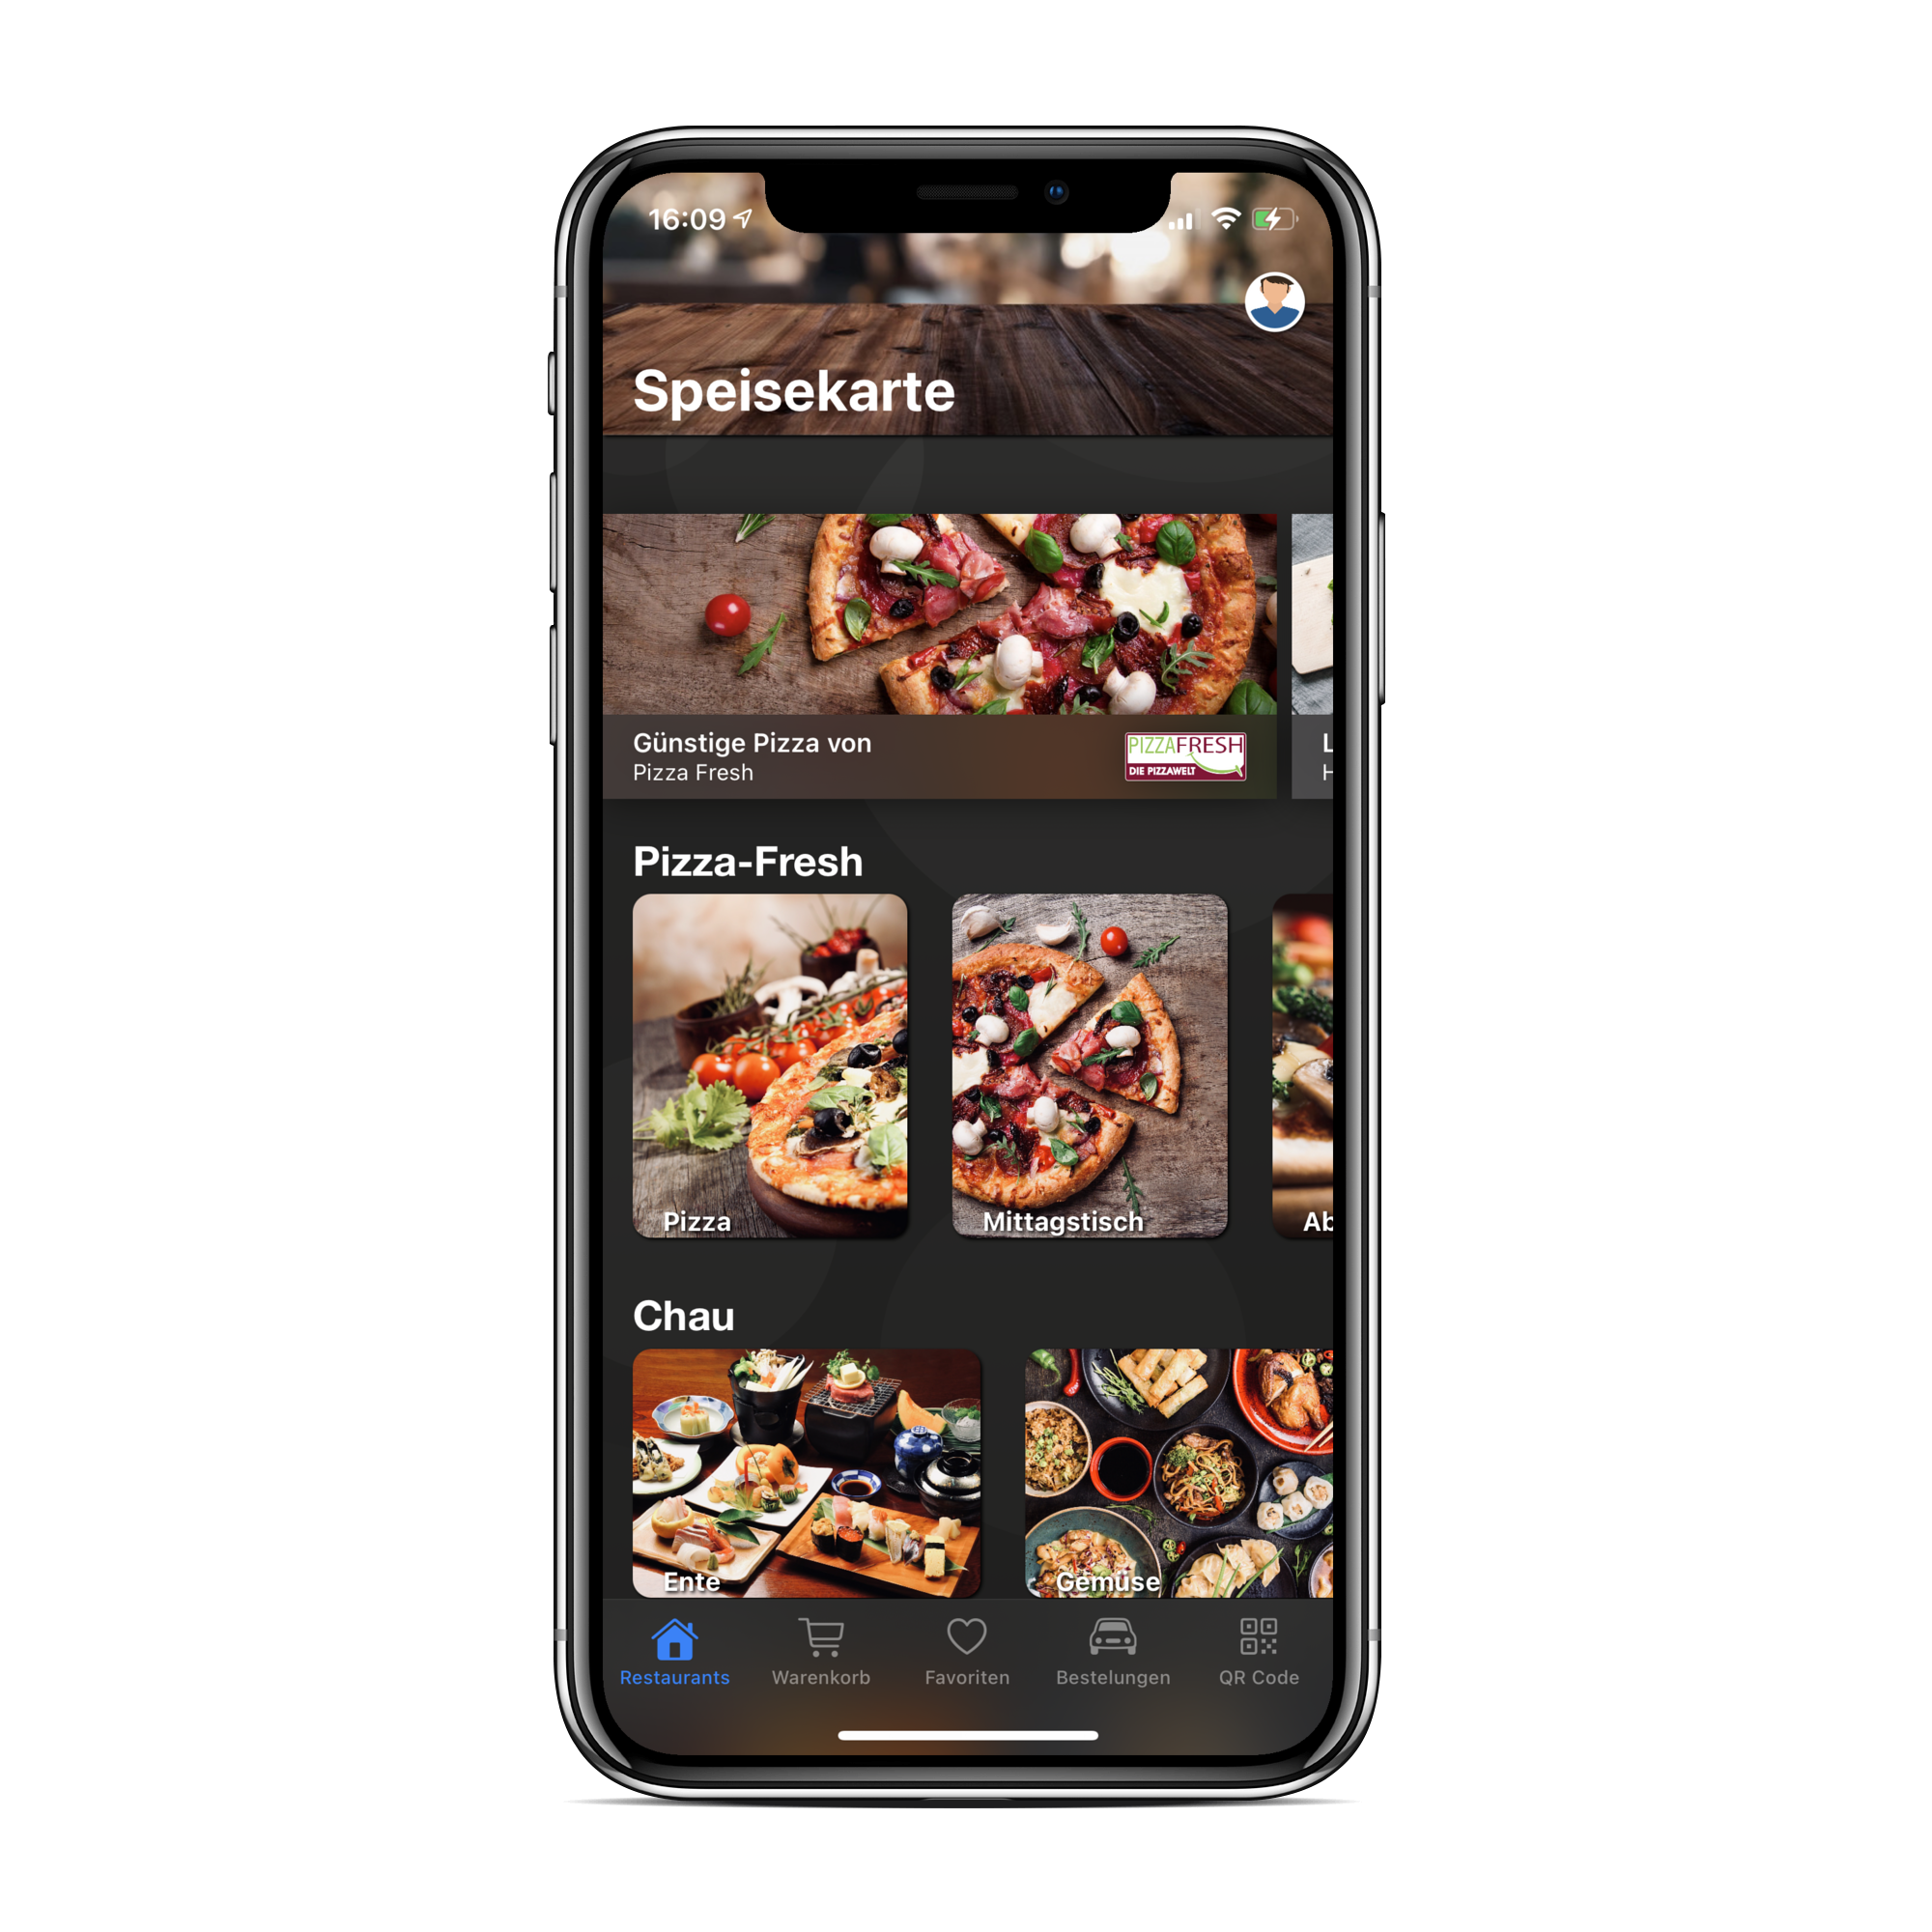 16:09
Speisekarte
Günstige Pizza von
Pizza Fresh
PIZZAFRESH
DIE PIZZAWELT
L
H
Pizza-Fresh
Pizza
Mittagstisch
Ab
Chau
Ente
Gemüse
Restaurants
Warenkorb
Favoriten
Bestelungen
QR Code